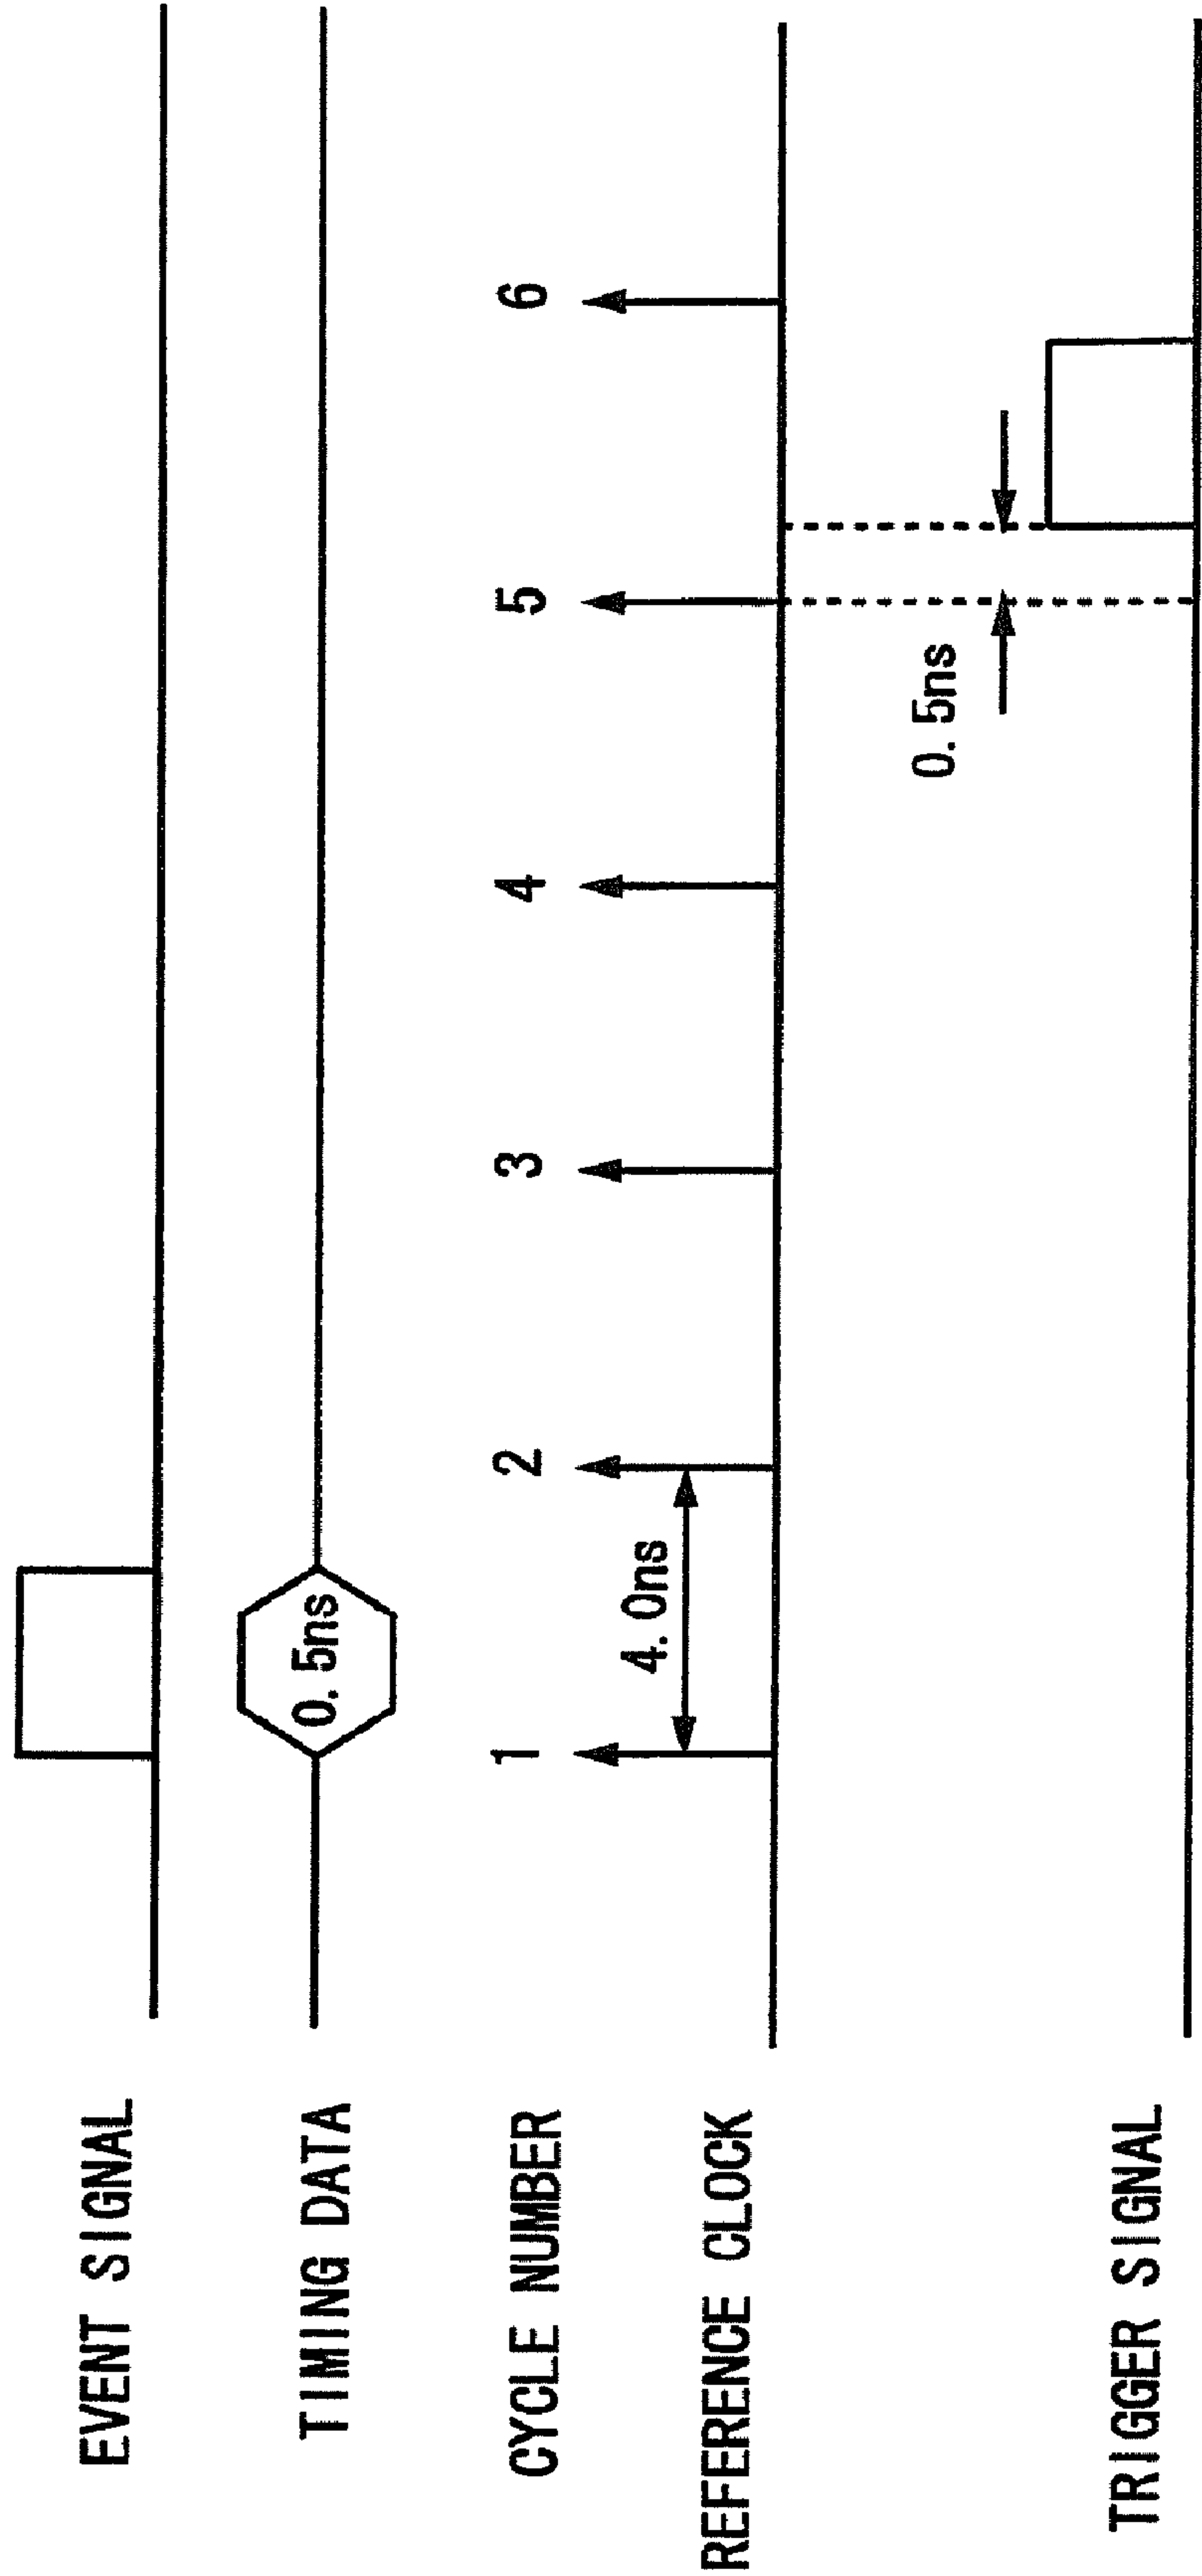 EVENT SIGNAL
TIMING DATA
0. 5ns
CYCLE NUMBER
1 2 3 4 5 6
REFERENCE CLOCK
4. 0ns
0. 5ns
TRIGGER SIGNAL